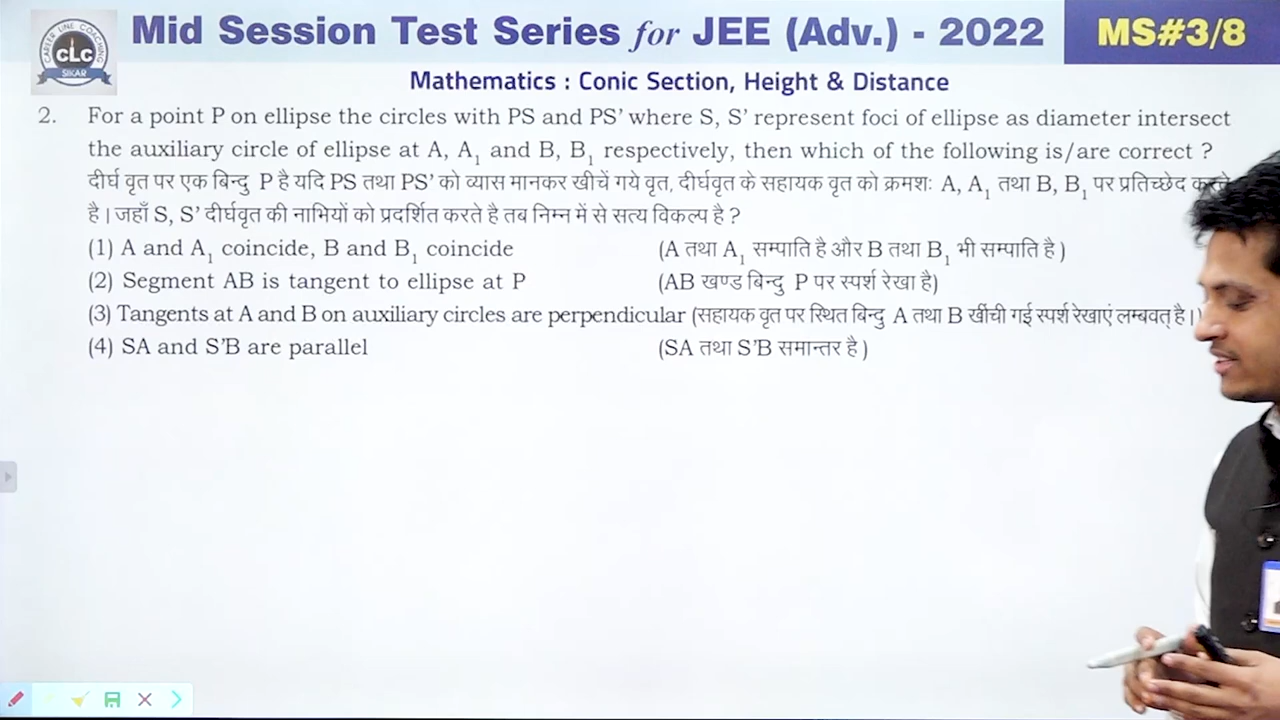 Mid Session Test Series for JEE (Adv.) - 2022
MS#3/8
CAREER LINE COACHING
CLC
SIKAR
Mathematics : Conic Section, Height & Distance
2. For a point P on ellipse the circles with PS and PS’ where S, S’ represent foci of ellipse as diameter intersect
the auxiliary circle of ellipse at A, A₁ and B, B₁ respectively, then which of the following is/are correct ?
दीर्घ वृत पर एक बिन्दु P है यदि PS तथा PS’ को व्यास मानकर खीचें गये वृत, दीर्घवृत के सहायक वृत को क्रमशः A, A₁ तथा B, B₁ पर प्रतिच्छेद करते
है। जहाँ S, S’ दीर्घवृत की नाभियों को प्रदर्शित करते है तब निम्न में से सत्य विकल्प है ?
(1) A and A₁ coincide, B and B₁ coincide (A तथा A₁ सम्पाति है और B तथा B₁ भी सम्पाति है )
(2) Segment AB is tangent to ellipse at P (AB खण्ड बिन्दु P पर स्पर्श रेखा है)
(3) Tangents at A and B on auxiliary circles are perpendicular (सहायक वृत पर स्थित बिन्दु A तथा B खींची गई स्पर्श रेखाएं लम्बवत् है।)
(4) SA and S’B are parallel (SA तथा S’B समान्तर है )